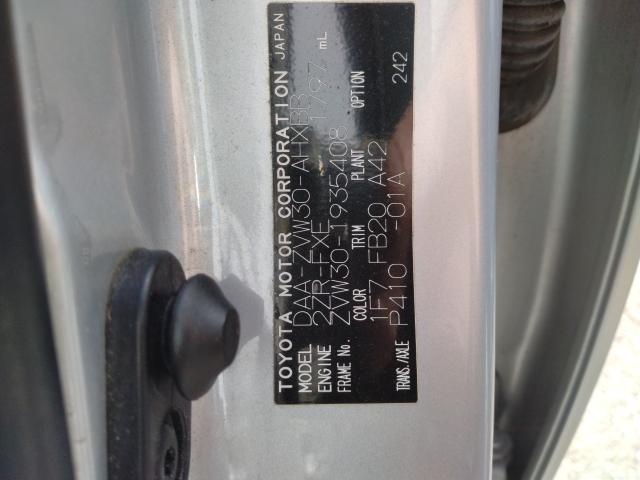 TOYOTA MOTOR CORPORATION JAPAN
MODEL DAA-ZVW30-AHXBB
ENGINE 2ZR-FXE 1797 mL
FRAME No. ZVW30-1935408
COLOR TRIM PLANT OPTION
1F7 FB20 A42 242
TRANS./AXLE P410 -01A